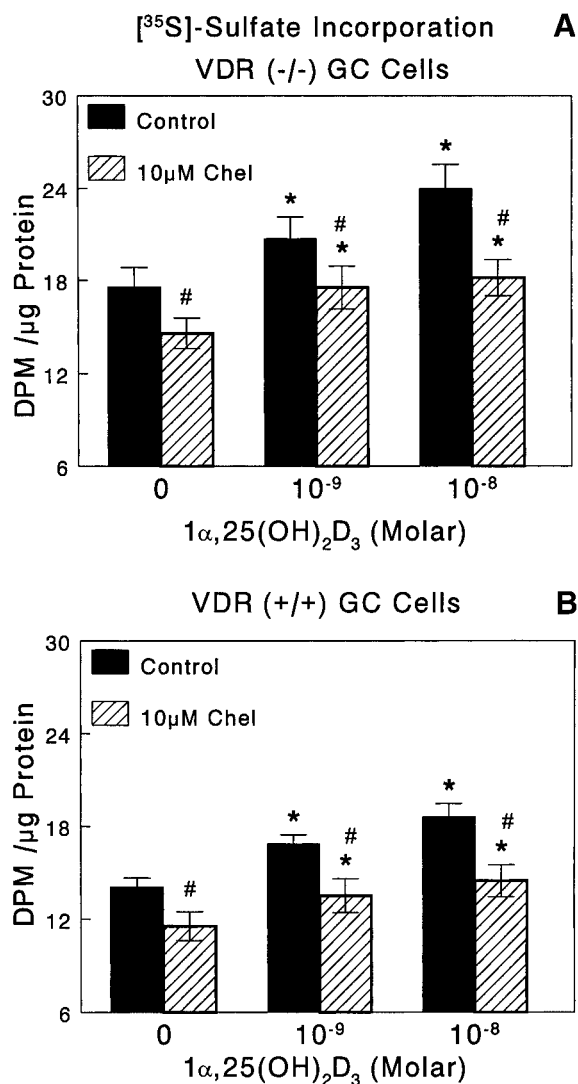 [³⁵S]-Sulfate Incorporation A
VDR (-/-) GC Cells
30
Control
10µM Chel
24
18
12
6
DPM /µg Protein
* * # * # *
#
0 10⁻⁹ 10⁻⁸
1α,25(OH)₂D₃ (Molar)
VDR (+/+) GC Cells B
30
Control
10µM Chel
24
18
12
6
DPM /µg Protein
* * # * # *
#
0 10⁻⁹ 10⁻⁸
1α,25(OH)₂D₃ (Molar)